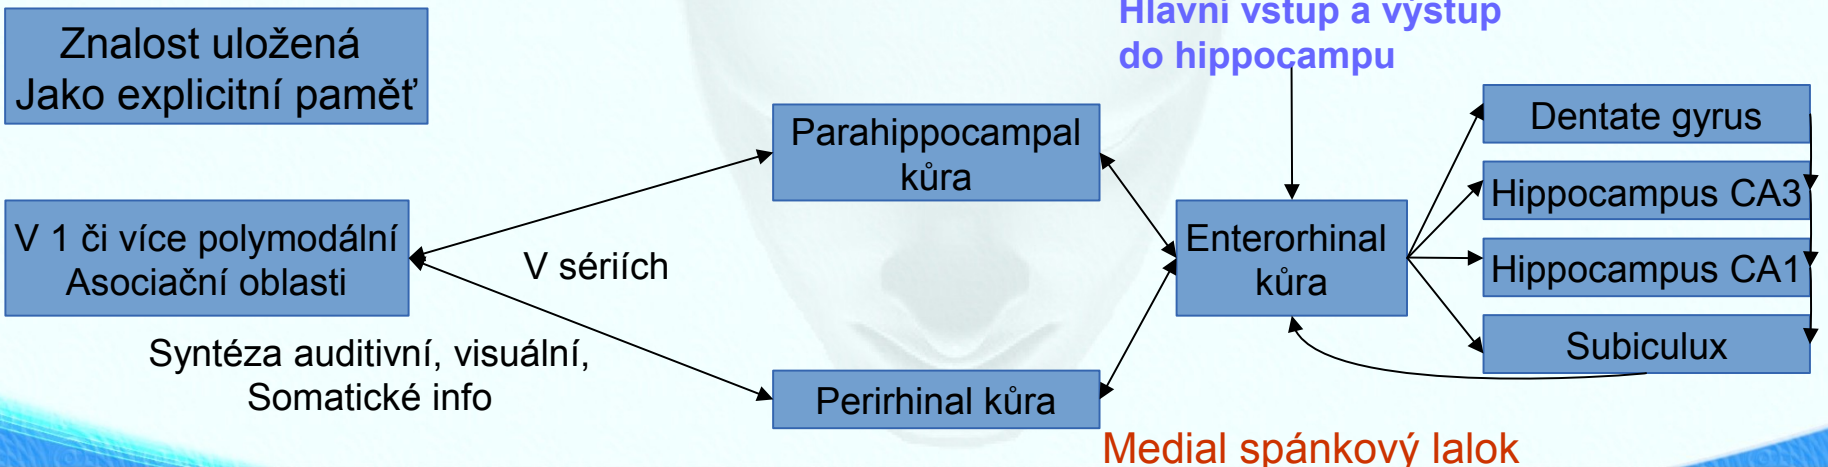 Hlavní vstup a výstup
do hippocampu
Znalost uložená
Jako explicitní paměť
Parahippocampal
kůra
Dentate gyrus
Hippocampus CA3
V 1 či více polymodální
Asociační oblasti
V sériích
Enterorhinal
kůra
Hippocampus CA1
Subiculux
Syntéza auditivní, visuální,
Somatické info
Perirhinal kůra
Medial spánkový lalok